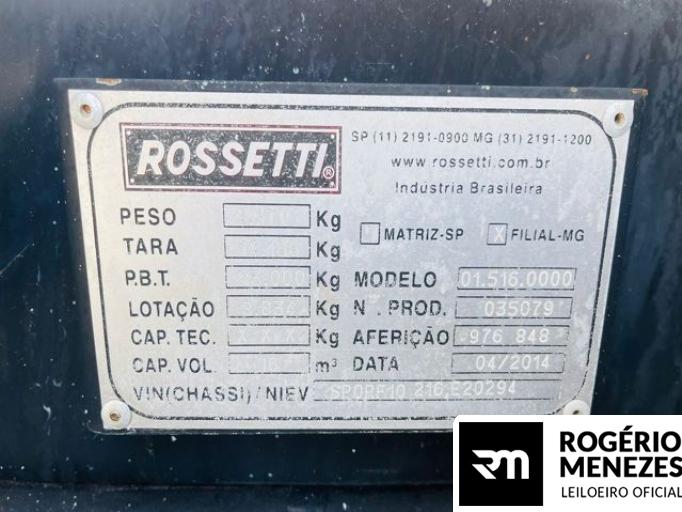 ROSSETTI®
SP (11) 2191-0900 MG (31) 2191-1200
www.rossetti.com.br
Indústria Brasileira
PESO Kg
TARA Kg
MATRIZ-SP X FILIAL-MG
P.B.T. Kg MODELO 01.516.0000
LOTAÇÃO Kg N°. PROD. 035079
CAP. TEC. X X X Kg AFERIÇÃO 976 848
CAP. VOL. m³ DATA 04/2014
VIN(CHASSI)/NIEV
RM ROGÉRIO
MENEZES
LEILOEIRO OFICIAL